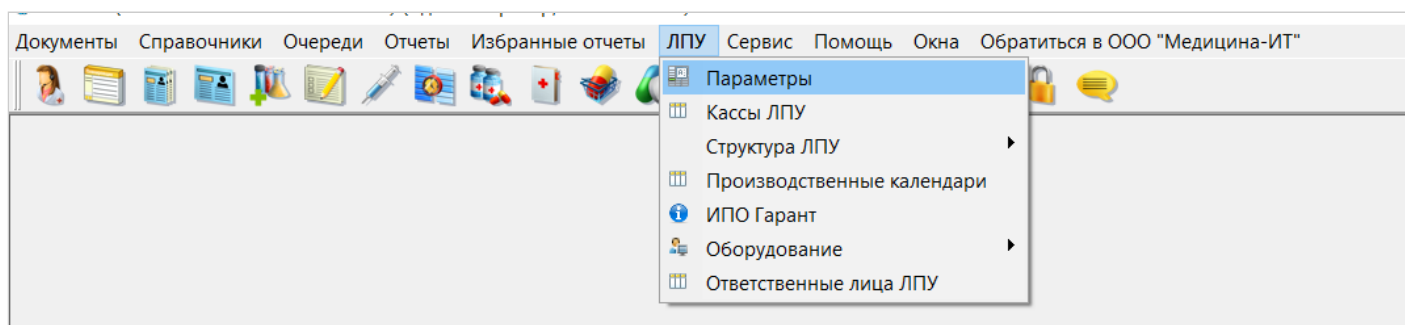 Документы Справочники Очереди Отчеты Избранные отчеты ЛПУ Сервис Помощь Окна Обратиться в ООО "Медицина-ИТ"
Параметры
Кассы ЛПУ
Структура ЛПУ
Производственные календари
ИПО Гарант
Оборудование
Ответственные лица ЛПУ